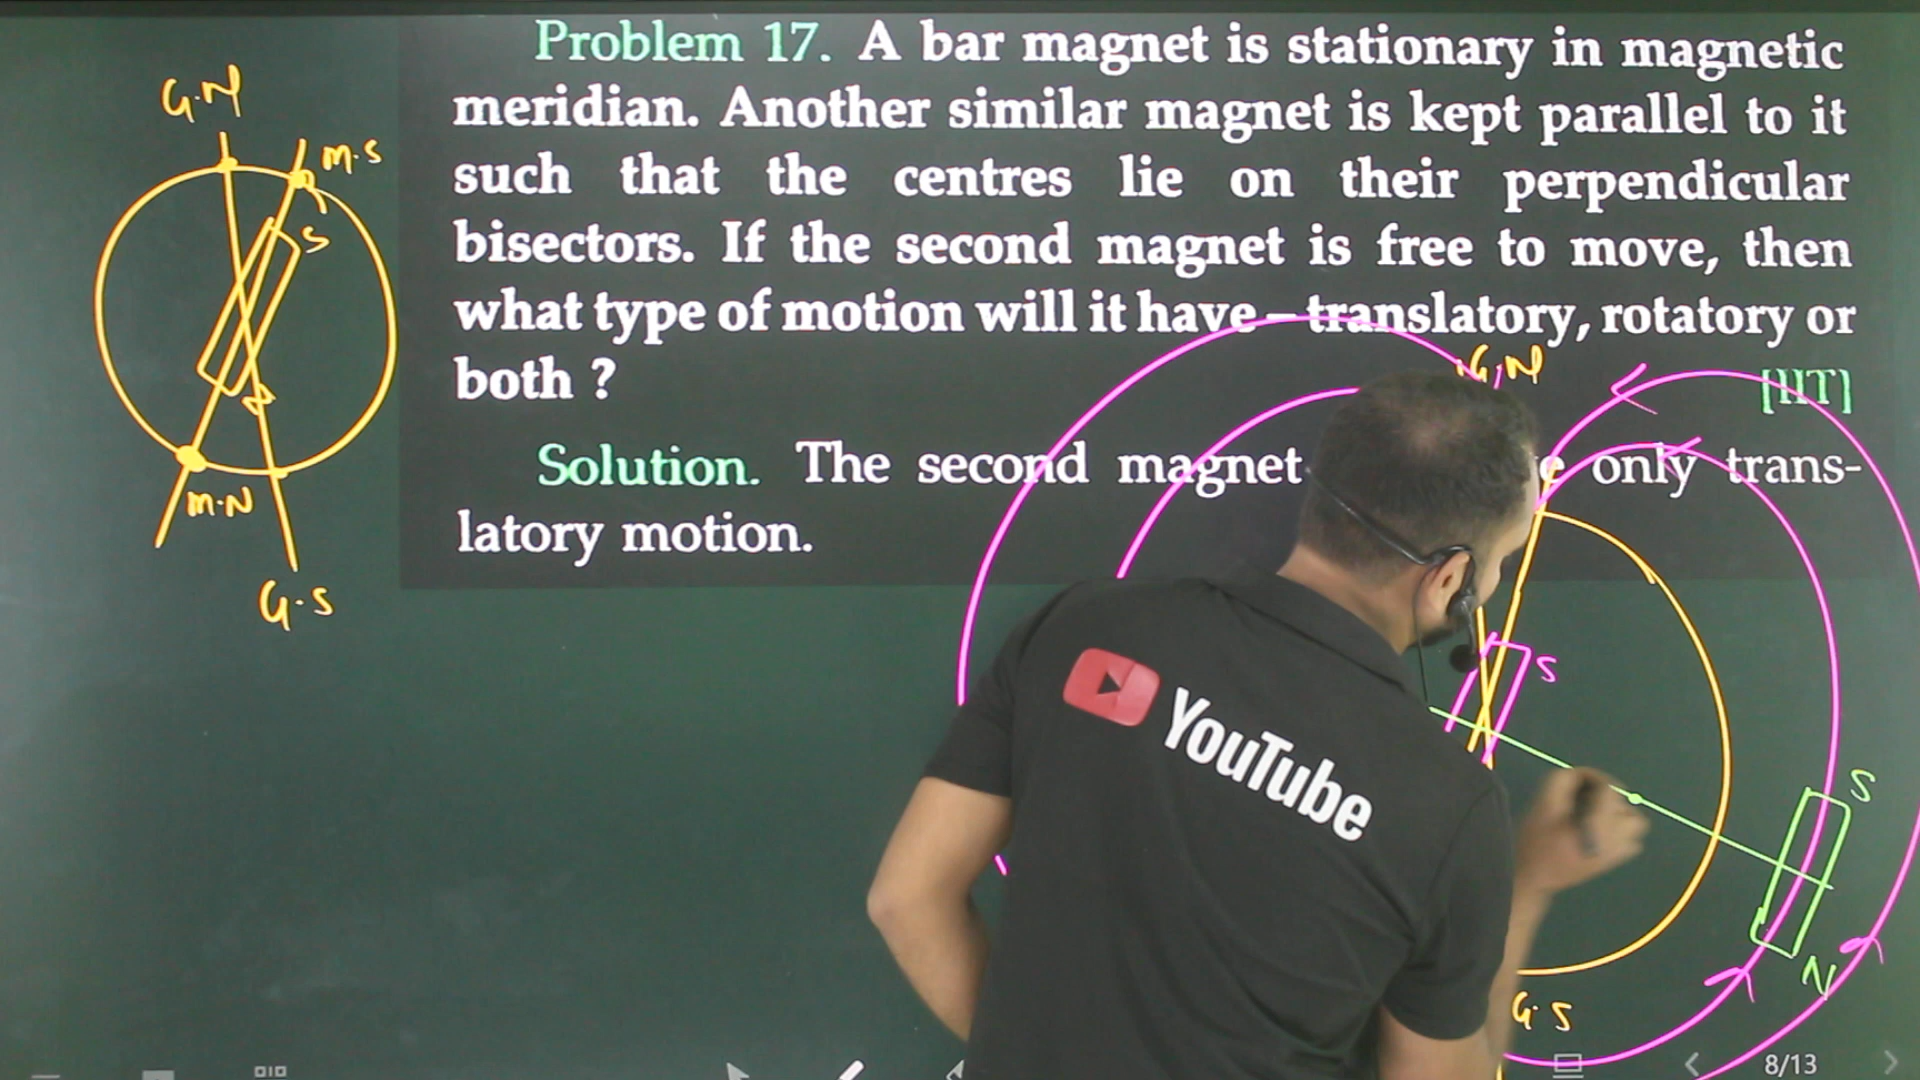 Problem 17. A bar magnet is stationary in magnetic
meridian. Another similar magnet is kept parallel to it
such that the centres lie on their perpendicular
bisectors. If the second magnet is free to move, then
what type of motion will it have – translatory, rotatory or
both ?
[IIT]
Solution. The second magnet only trans-
latory motion.
G.N
M.S
S
M.N
G.S
G.N
S
S
N
G.S
YouTube
8/13